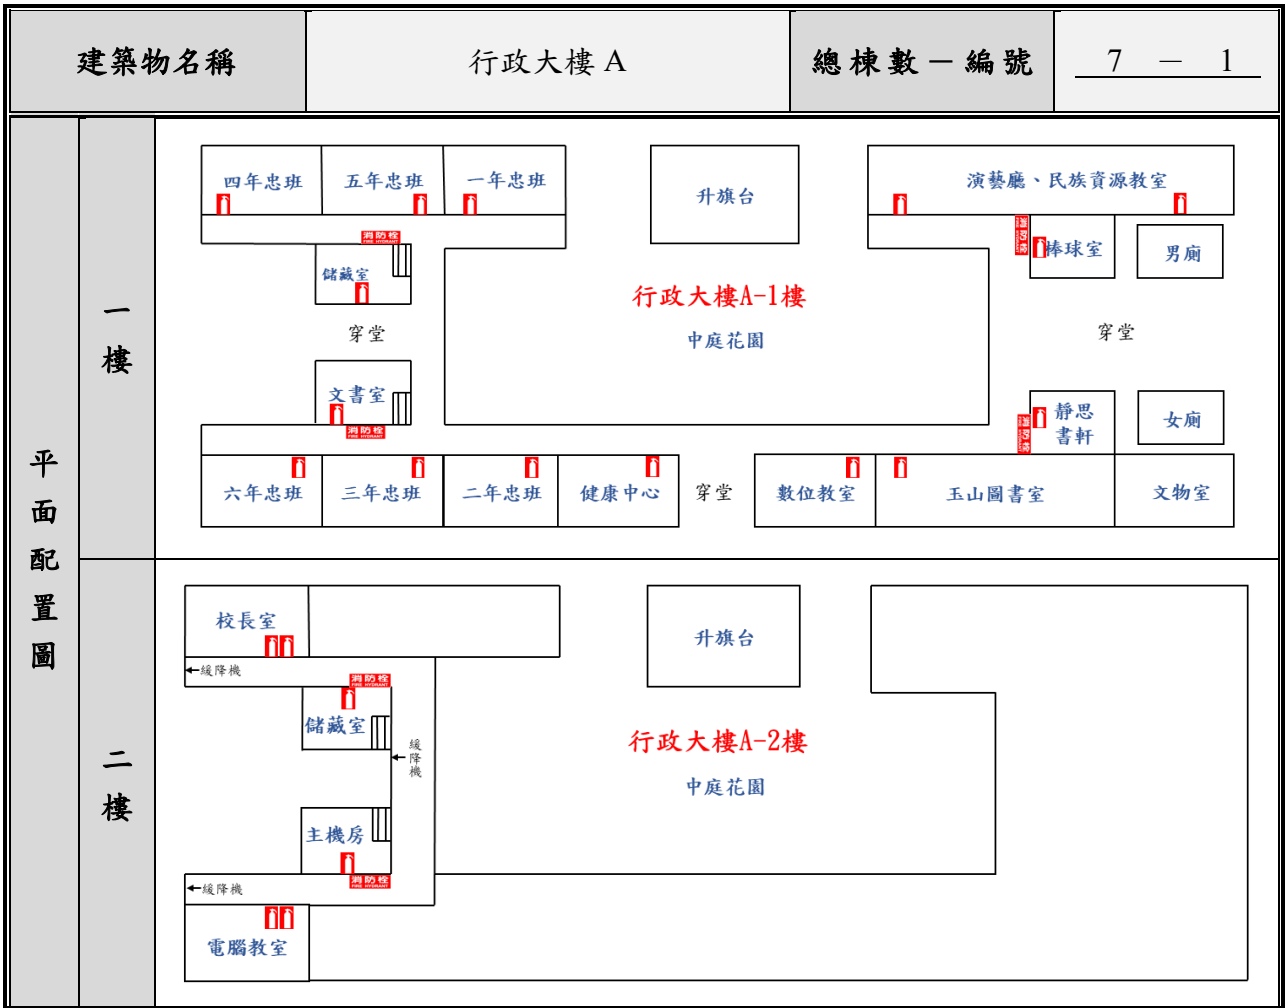 建築物名稱
行政大樓 A
總棟數－編號
7 － 1
平面配置圖
一樓
四年忠班
五年忠班
一年忠班
升旗台
演藝廳、民族資源教室
消防栓
FIRE HYDRANT
儲藏室
消防栓
棒球室
男廁
行政大樓A-1樓
中庭花園
穿堂
穿堂
文書室
消防栓
FIRE HYDRANT
消防栓
靜思
書軒
女廁
六年忠班
三年忠班
二年忠班
健康中心
穿堂
數位教室
玉山圖書室
文物室
二樓
校長室
升旗台
緩降機
消防栓
FIRE HYDRANT
儲藏室
緩降機
行政大樓A-2樓
中庭花園
主機房
消防栓
FIRE HYDRANT
緩降機
電腦教室